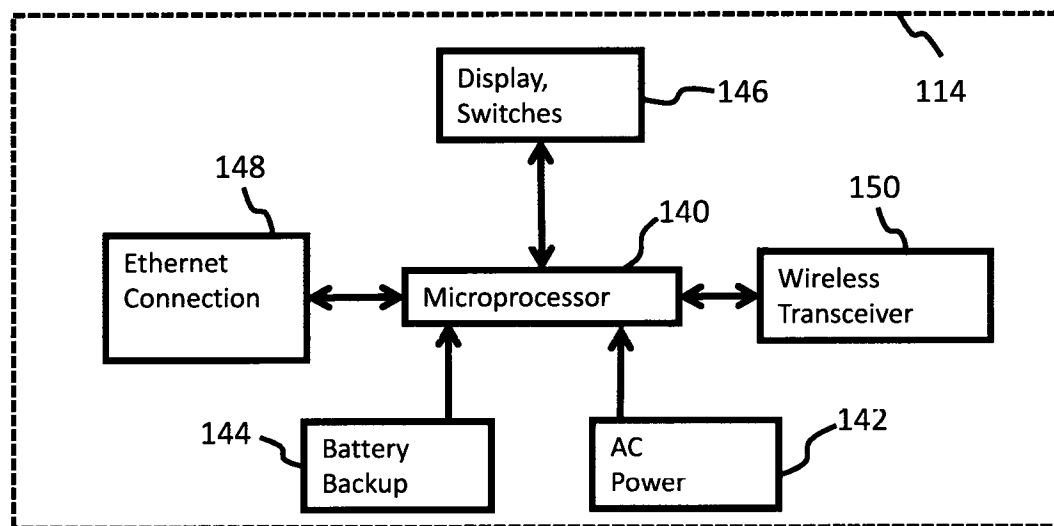 114
Display,
Switches
146
148
140
150
Ethernet
Connection
Microprocessor
Wireless
Transceiver
144
Battery
Backup
AC
Power
142